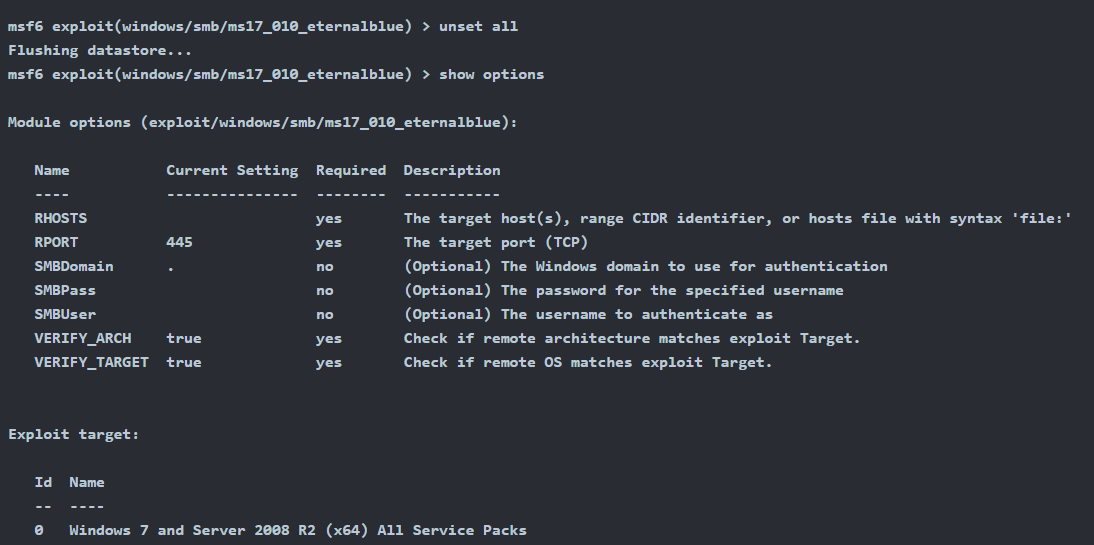 msf6 exploit(windows/smb/ms17_010_eternalblue) > unset all
Flushing datastore...
msf6 exploit(windows/smb/ms17_010_eternalblue) > show options
Module options (exploit/windows/smb/ms17_010_eternalblue):
Name Current Setting Required Description
---- --------------- -------- -----------
RHOSTS yes The target host(s), range CIDR identifier, or hosts file with syntax 'file:'
RPORT 445 yes The target port (TCP)
SMBDomain . no (Optional) The Windows domain to use for authentication
SMBPass no (Optional) The password for the specified username
SMBUser no (Optional) The username to authenticate as
VERIFY_ARCH true yes Check if remote architecture matches exploit Target.
VERIFY_TARGET true yes Check if remote OS matches exploit Target.
Exploit target:
Id Name
-- ----
0 Windows 7 and Server 2008 R2 (x64) All Service Packs